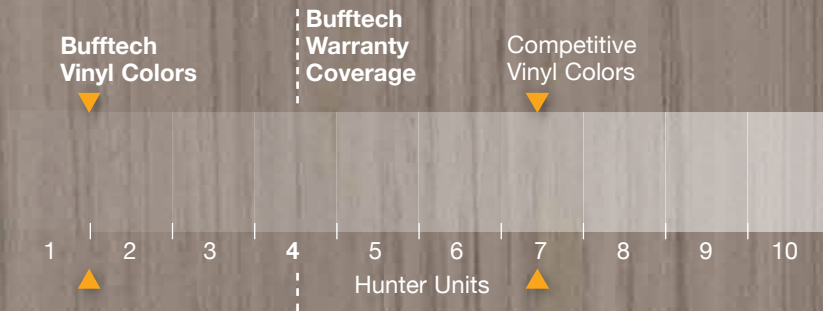 Bufftech
Vinyl Colors
Bufftech
Warranty
Coverage
Competitive
Vinyl Colors
1 2 3 4 5 6 7 8 9 10
Hunter Units